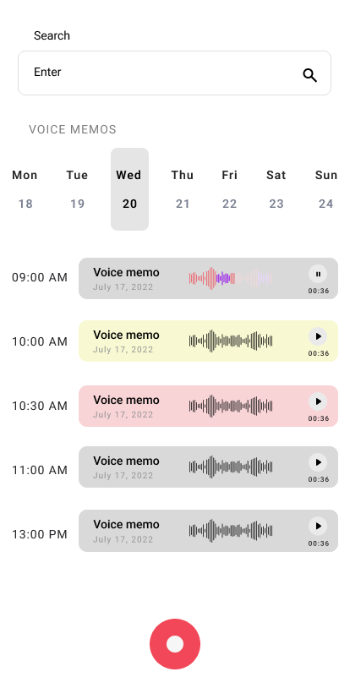 Search
Enter
VOICE MEMOS
Mon Tue Wed Thu Fri Sat Sun
18 19 20 21 22 23 24
09:00 AM Voice memo
July 17, 2022 00:36
10:00 AM Voice memo
July 17, 2022 00:36
10:30 AM Voice memo
July 17, 2022 00:36
11:00 AM Voice memo
July 17, 2022 00:36
13:00 PM Voice memo
July 17, 2022 00:36